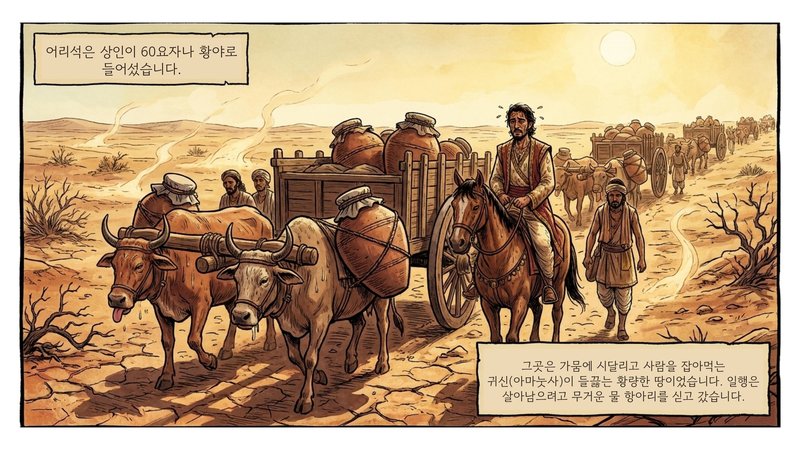 어리석은 상인이 60요자나 황야로
들어섰습니다.
그곳은 가뭄에 시달리고 사람을 잡아먹는
귀신(아마눗사)이 들끓는 황량한 땅이었습니다. 일행은
살아남으려고 무거운 물 항아리를 싣고 갔습니다.